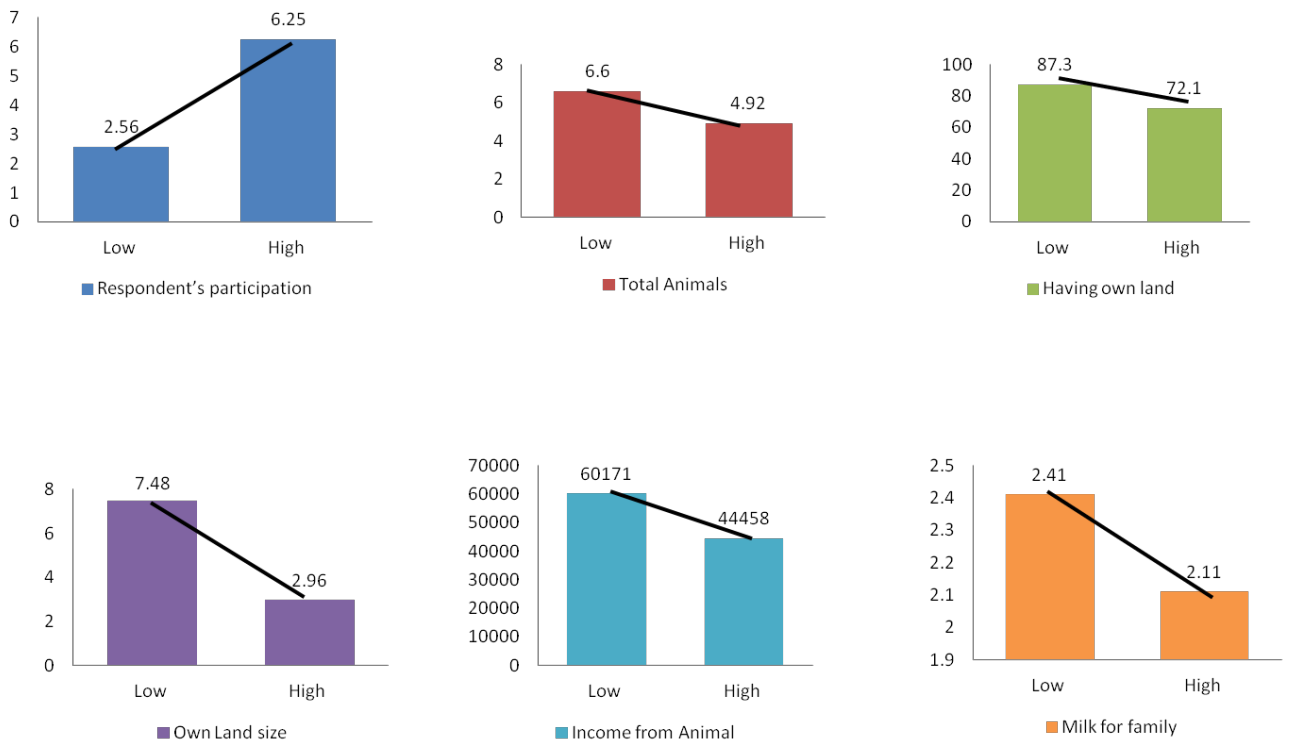 7
6
5
4
3
2
1
0
2.56
6.25
Low
High
Respondent’s participation
8
6
4
2
0
6.6
4.92
Low
High
Total Animals
100
80
60
40
20
0
87.3
72.1
Low
High
Having own land
8
6
4
2
0
7.48
2.96
Low
High
Own Land size
70000
60000
50000
40000
30000
20000
10000
0
60171
44458
Low
High
Income from Animal
2.5
2.4
2.3
2.2
2.1
2
1.9
2.41
2.11
Low
High
Milk for family